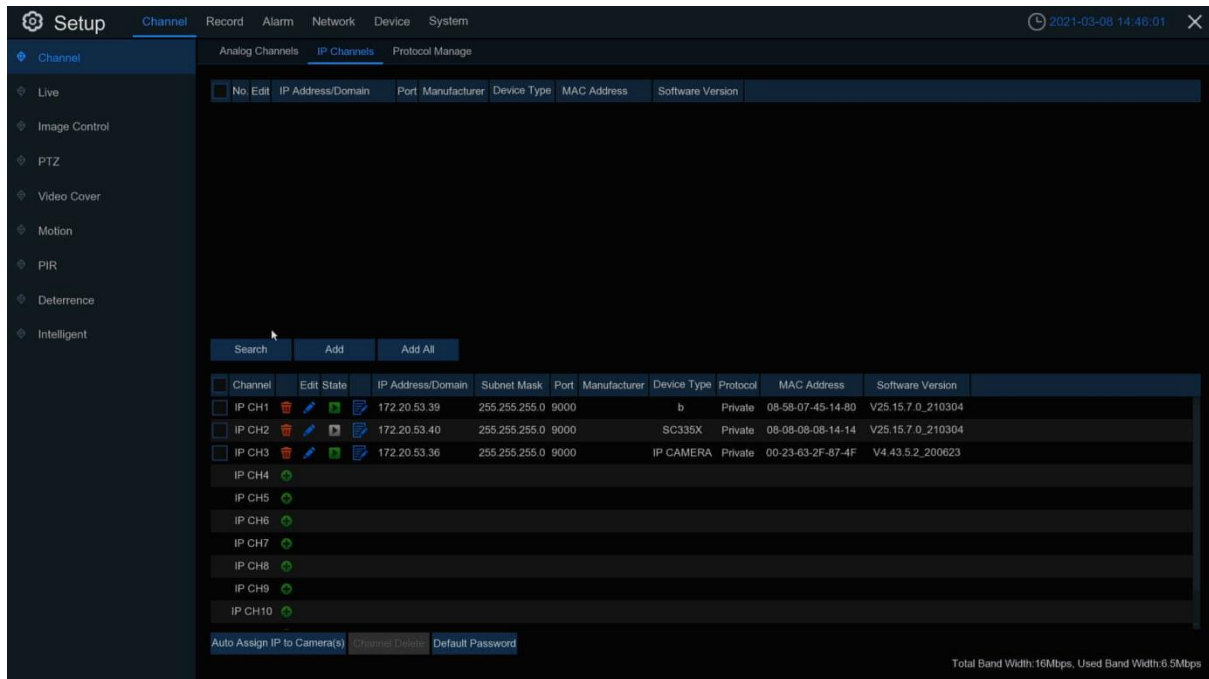 Setup Channel Record Alarm Network Device System 2021-03-08 14:46:01
Analog Channels IP Channels Protocol Manage
Channel
Live
Image Control
PTZ
Video Cover
Motion
PIR
Deterrence
Intelligent
No. Edit IP Address/Domain Port Manufacturer Device Type MAC Address Software Version
Search Add Add All
Channel Edit State IP Address/Domain Subnet Mask Port Manufacturer Device Type Protocol MAC Address Software Version
IP CH1 172.20.53.39 255.255.255.0 9000 b Private 08-58-07-45-14-80 V25.15.7.0_210304
IP CH2 172.20.53.40 255.255.255.0 9000 SC335X Private 08-08-08-08-14-14 V25.15.7.0_210304
IP CH3 172.20.53.36 255.255.255.0 9000 IP CAMERA Private 00-23-63-2F-87-4F V4.43.5.2_200623
IP CH4
IP CH5
IP CH6
IP CH7
IP CH8
IP CH9
IP CH10
Auto Assign IP to Camera(s) Channel Delete Default Password
Total Band Width:16Mbps, Used Band Width:6.5Mbps